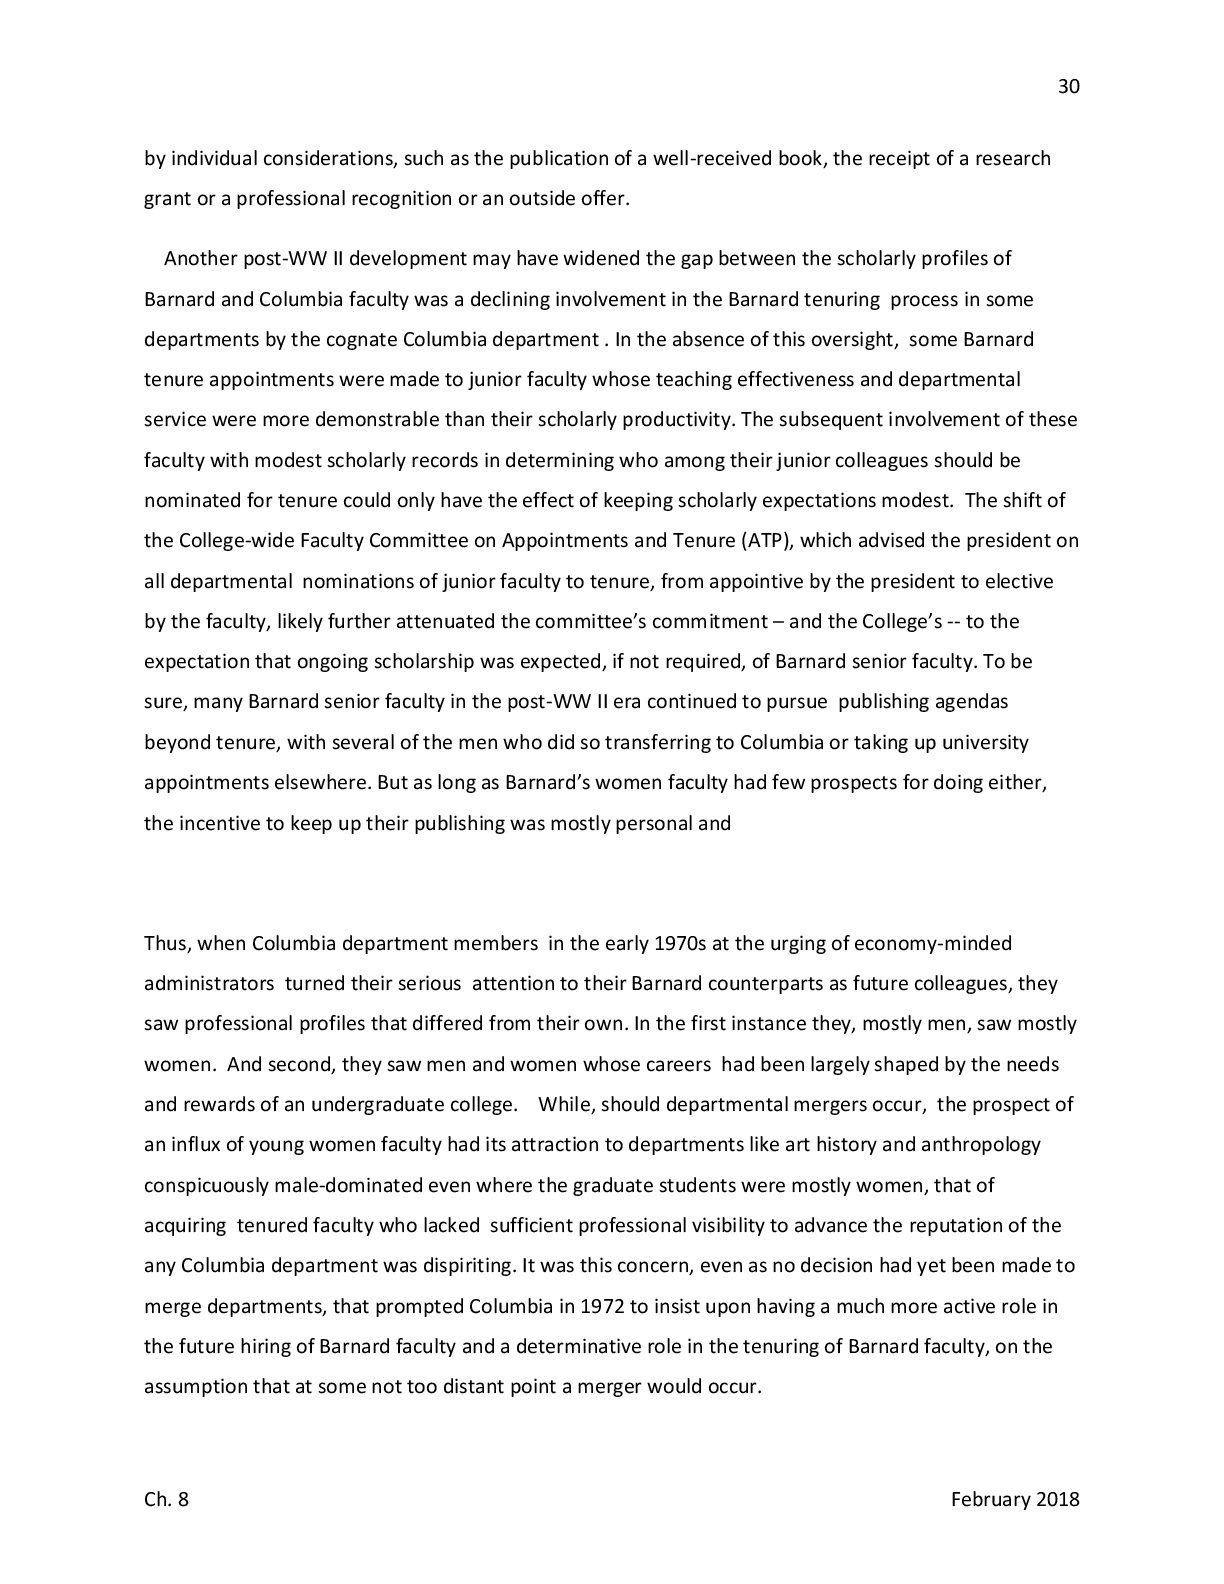 30
by individual considerations, such as the publication of a well-received book, the receipt of a research
grant or a professional recognition or an outside offer.
Another post-WW II development may have widened the gap between the scholarly profiles of
Barnard and Columbia faculty was a declining involvement in the Barnard tenuring  process in some
departments by the cognate Columbia department . In the absence of this oversight,  some Barnard
tenure appointments were made to junior faculty whose teaching effectiveness and departmental
service were more demonstrable than their scholarly productivity. The subsequent involvement of these
faculty with modest scholarly records in determining who among their junior colleagues should be
nominated for tenure could only have the effect of keeping scholarly expectations modest.  The shift of
the College-wide Faculty Committee on Appointments and Tenure (ATP), which advised the president on
all departmental  nominations of junior faculty to tenure, from appointive by the president to elective
by the faculty, likely further attenuated the committee’s commitment – and the College’s -- to the
expectation that ongoing scholarship was expected, if not required, of Barnard senior faculty. To be
sure, many Barnard senior faculty in the post-WW II era continued to pursue  publishing agendas
beyond tenure, with several of the men who did so transferring to Columbia or taking up university
appointments elsewhere. But as long as Barnard’s women faculty had few prospects for doing either,
the incentive to keep up their publishing was mostly personal and
Thus, when Columbia department members  in the early 1970s at the urging of economy-minded
administrators  turned their serious  attention to their Barnard counterparts as future colleagues, they
saw professional profiles that differed from their own. In the first instance they, mostly men, saw mostly
women.  And second, they saw men and women whose careers  had been largely shaped by the needs
and rewards of an undergraduate college.    While, should departmental mergers occur,  the prospect of
an influx of young women faculty had its attraction to departments like art history and anthropology
conspicuously male-dominated even where the graduate students were mostly women, that of
acquiring  tenured faculty who lacked  sufficient professional visibility to advance the reputation of the
any Columbia department was dispiriting. It was this concern, even as no decision had yet been made to
merge departments, that prompted Columbia in 1972 to insist upon having a much more active role in
the future hiring of Barnard faculty and a determinative role in the tenuring of Barnard faculty, on the
assumption that at some not too distant point a merger would occur.
Ch. 8
February 2018